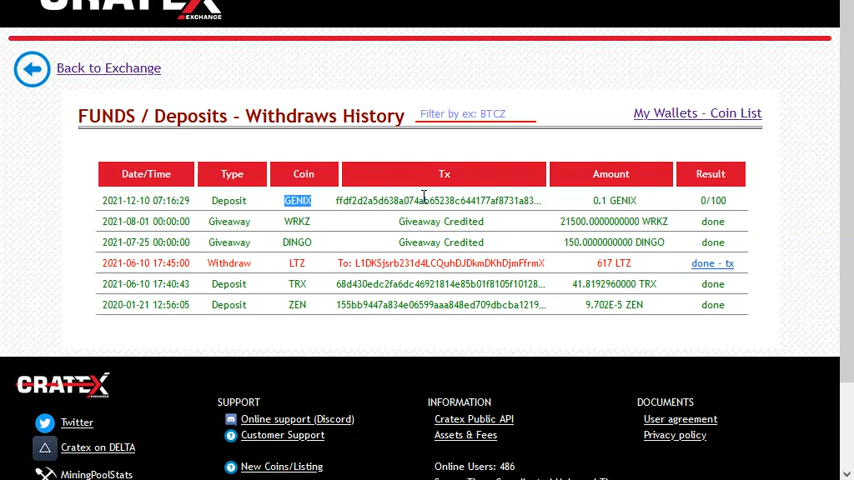 CRATEX
EXCHANGE
Back to Exchange
FUNDS / Deposits - Withdraws History
Filter by ex: BTCZ
My Wallets - Coin List
Date/Time Type Coin Tx Amount Result
2021-12-10 07:16:29 Deposit GENIX ffdf2d2a5d638a074ab65238c644177af8731a83... 0.1 GENIX 0/100
2021-08-01 00:00:00 Giveaway WRKZ Giveaway Credited 21500.0000000000 WRKZ done
2021-07-25 00:00:00 Giveaway DINGO Giveaway Credited 150.0000000000 DINGO done
2021-06-10 17:45:00 Withdraw LTZ To: L1DKSjsrb231d4LCQuhDJDkmDKhDjmFfrmX 617 LTZ done - tx
2021-06-10 17:40:43 Deposit TRX 68d430edc2fa6dc46921814e85b01f8105f10128... 41.8192960000 TRX done
2020-01-21 12:56:05 Deposit ZEN 155bb9447a834e06599aaa848ed709dbcba1219... 9.702E-5 ZEN done
CRATEX
EXCHANGE
Twitter
Cratex on DELTA
MiningPoolStats
SUPPORT
Online support (Discord)
Customer Support
New Coins/Listing
INFORMATION
Cratex Public API
Assets & Fees
Online Users: 486
DOCUMENTS
User agreement
Privacy policy